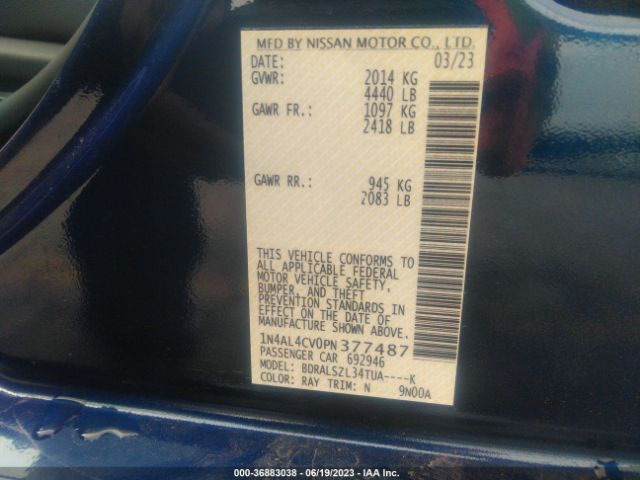 MFD BY NISSAN MOTOR CO., LTD.
DATE: 03/23
GVWR: 2014 KG
4440 LB
GAWR FR.: 1097 KG
2418 LB
GAWR RR.: 945 KG
2083 LB
THIS VEHICLE CONFORMS TO
ALL APPLICABLE FEDERAL
MOTOR VEHICLE SAFETY,
BUMPER, AND THEFT
PREVENTION STANDARDS IN
EFFECT ON THE DATE OF
MANUFACTURE SHOWN ABOVE.
1N4AL4CV0PN377487
PASSENGER CAR 692946
MODEL: BDRALSZL34TUA----K
COLOR: RAY TRIM: N 9N00A
000-36883038 - 06/19/2023 - IAA Inc.